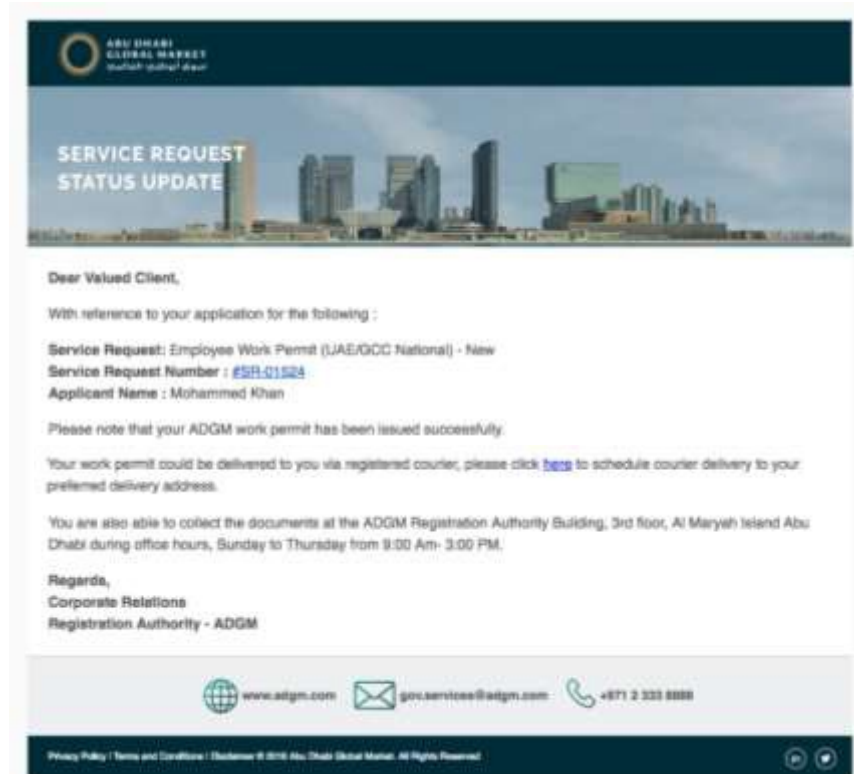 ABU DHABI
GLOBAL MARKET
سوق أبوظبي العالمي
SERVICE REQUEST
STATUS UPDATE
Dear Valued Client,
With reference to your application for the following :
Service Request: Employee Work Permit (UAE/GCC National) - New
Service Request Number : #SR-01524
Applicant Name : Mohammed Khan
Please note that your ADGM work permit has been issued successfully.
Your work permit could be delivered to you via registered courier, please click here to schedule courier delivery to your
preferred delivery address.
You are also able to collect the documents at the ADGM Registration Authority Building, 3rd floor, Al Maryah Island Abu
Dhabi during office hours, Sunday to Thursday from 9:00 Am- 3:00 PM.
Regards,
Corporate Relations
Registration Authority - ADGM
www.adgm.com gov.services@adgm.com +971 2 333 8888
Privacy Policy | Terms and Conditions | Disclaimer © Abu Dhabi Global Market. All Rights Reserved
in